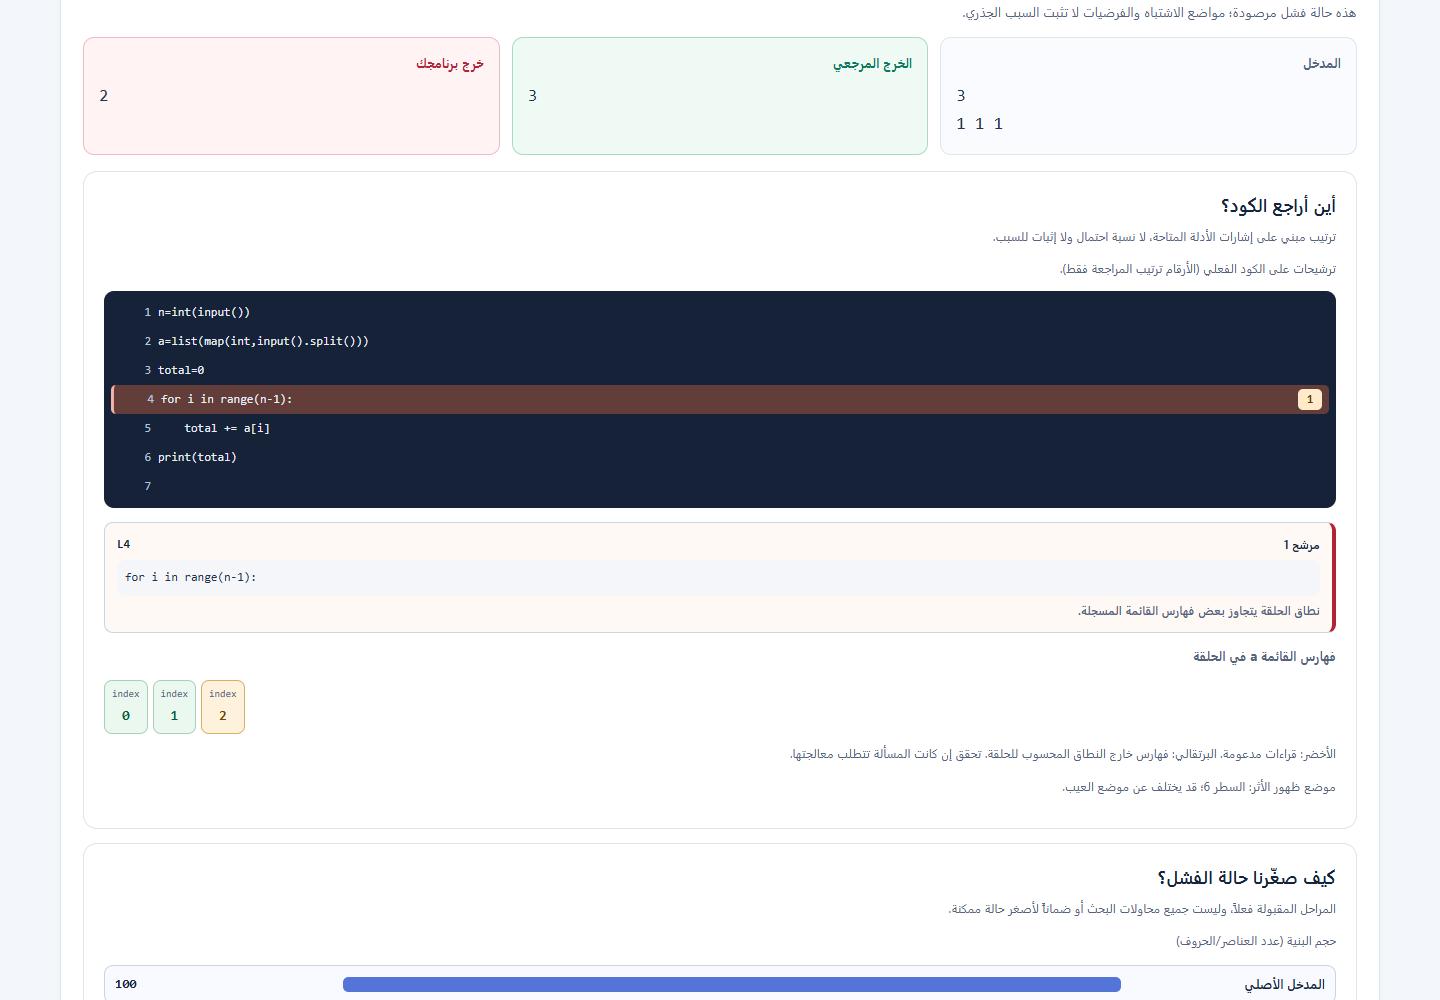 هذه حالة فشل مرصودة؛ مواضع الاشتباه والفرضيات لا تثبت السبب الجذري.
المدخل
3
1 1 1
الخرج المرجعي
3
خرج برنامجك
2
أين أراجع الكود؟
ترتيب مبني على إشارات الأدلة المتاحة، لا نسبة احتمال ولا إثبات للسبب.
ترشيحات على الكود الفعلي (الأرقام ترتيب المراجعة فقط).
1 n=int(input())
2 a=list(map(int,input().split()))
3 total=0
4 for i in range(n-1): 1
5     total += a[i]
6 print(total)
7
مرشح 1 L4
for i in range(n-1):
نطاق الحلقة يتجاوز بعض فهارس القائمة المسجلة.
فهارس القائمة a في الحلقة
index index index
0 1 2
الأخضر: قراءات مدعومة. البرتقالي: فهارس خارج النطاق المحسوب للحلقة. تحقق إن كانت المسألة تتطلب معالجتها.
موضع ظهور الأثر: السطر 6؛ قد يختلف عن موضع العيب.
كيف صغّرنا حالة الفشل؟
المراحل المقبولة فعلاً، وليست جميع محاولات البحث أو ضماناً لأصغر حالة ممكنة.
حجم البنية (عدد العناصر/الحروف)
المدخل الأصلي 100